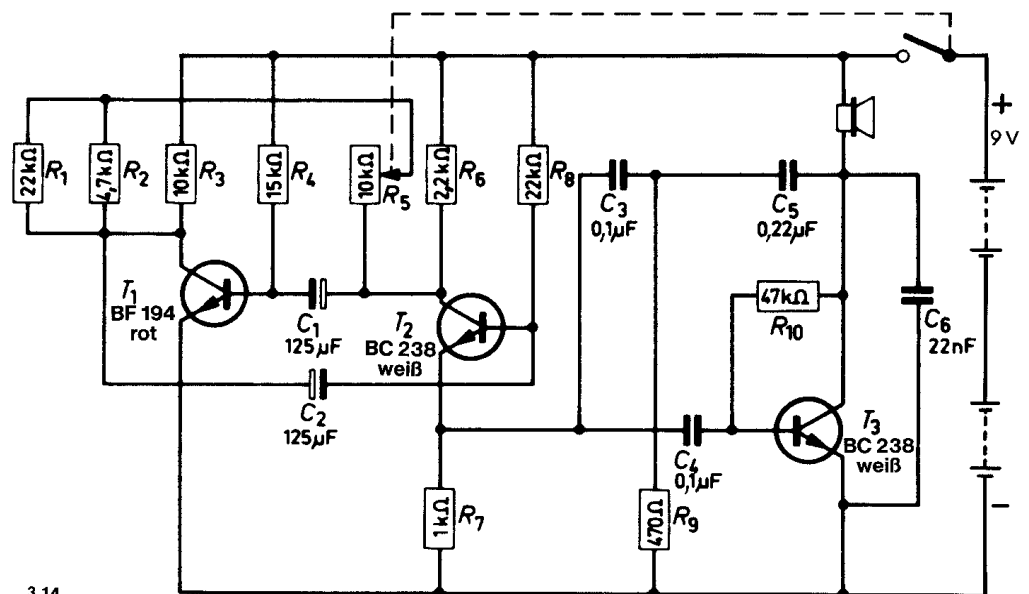 +
9 V
22kΩ
R1
4,7kΩ
R2
10kΩ
R3
15kΩ
R4
10kΩ
R5
2,2kΩ
R6
22kΩ
R8
C3
0,1µF
C5
0,22µF
T1
BF 194
rot
C1
125µF
T2
BC 238
weiß
47kΩ
R10
C6
22nF
C2
125µF
T3
BC 238
weiß
C4
0,1µF
1kΩ
R7
470Ω
R9
−
3.14